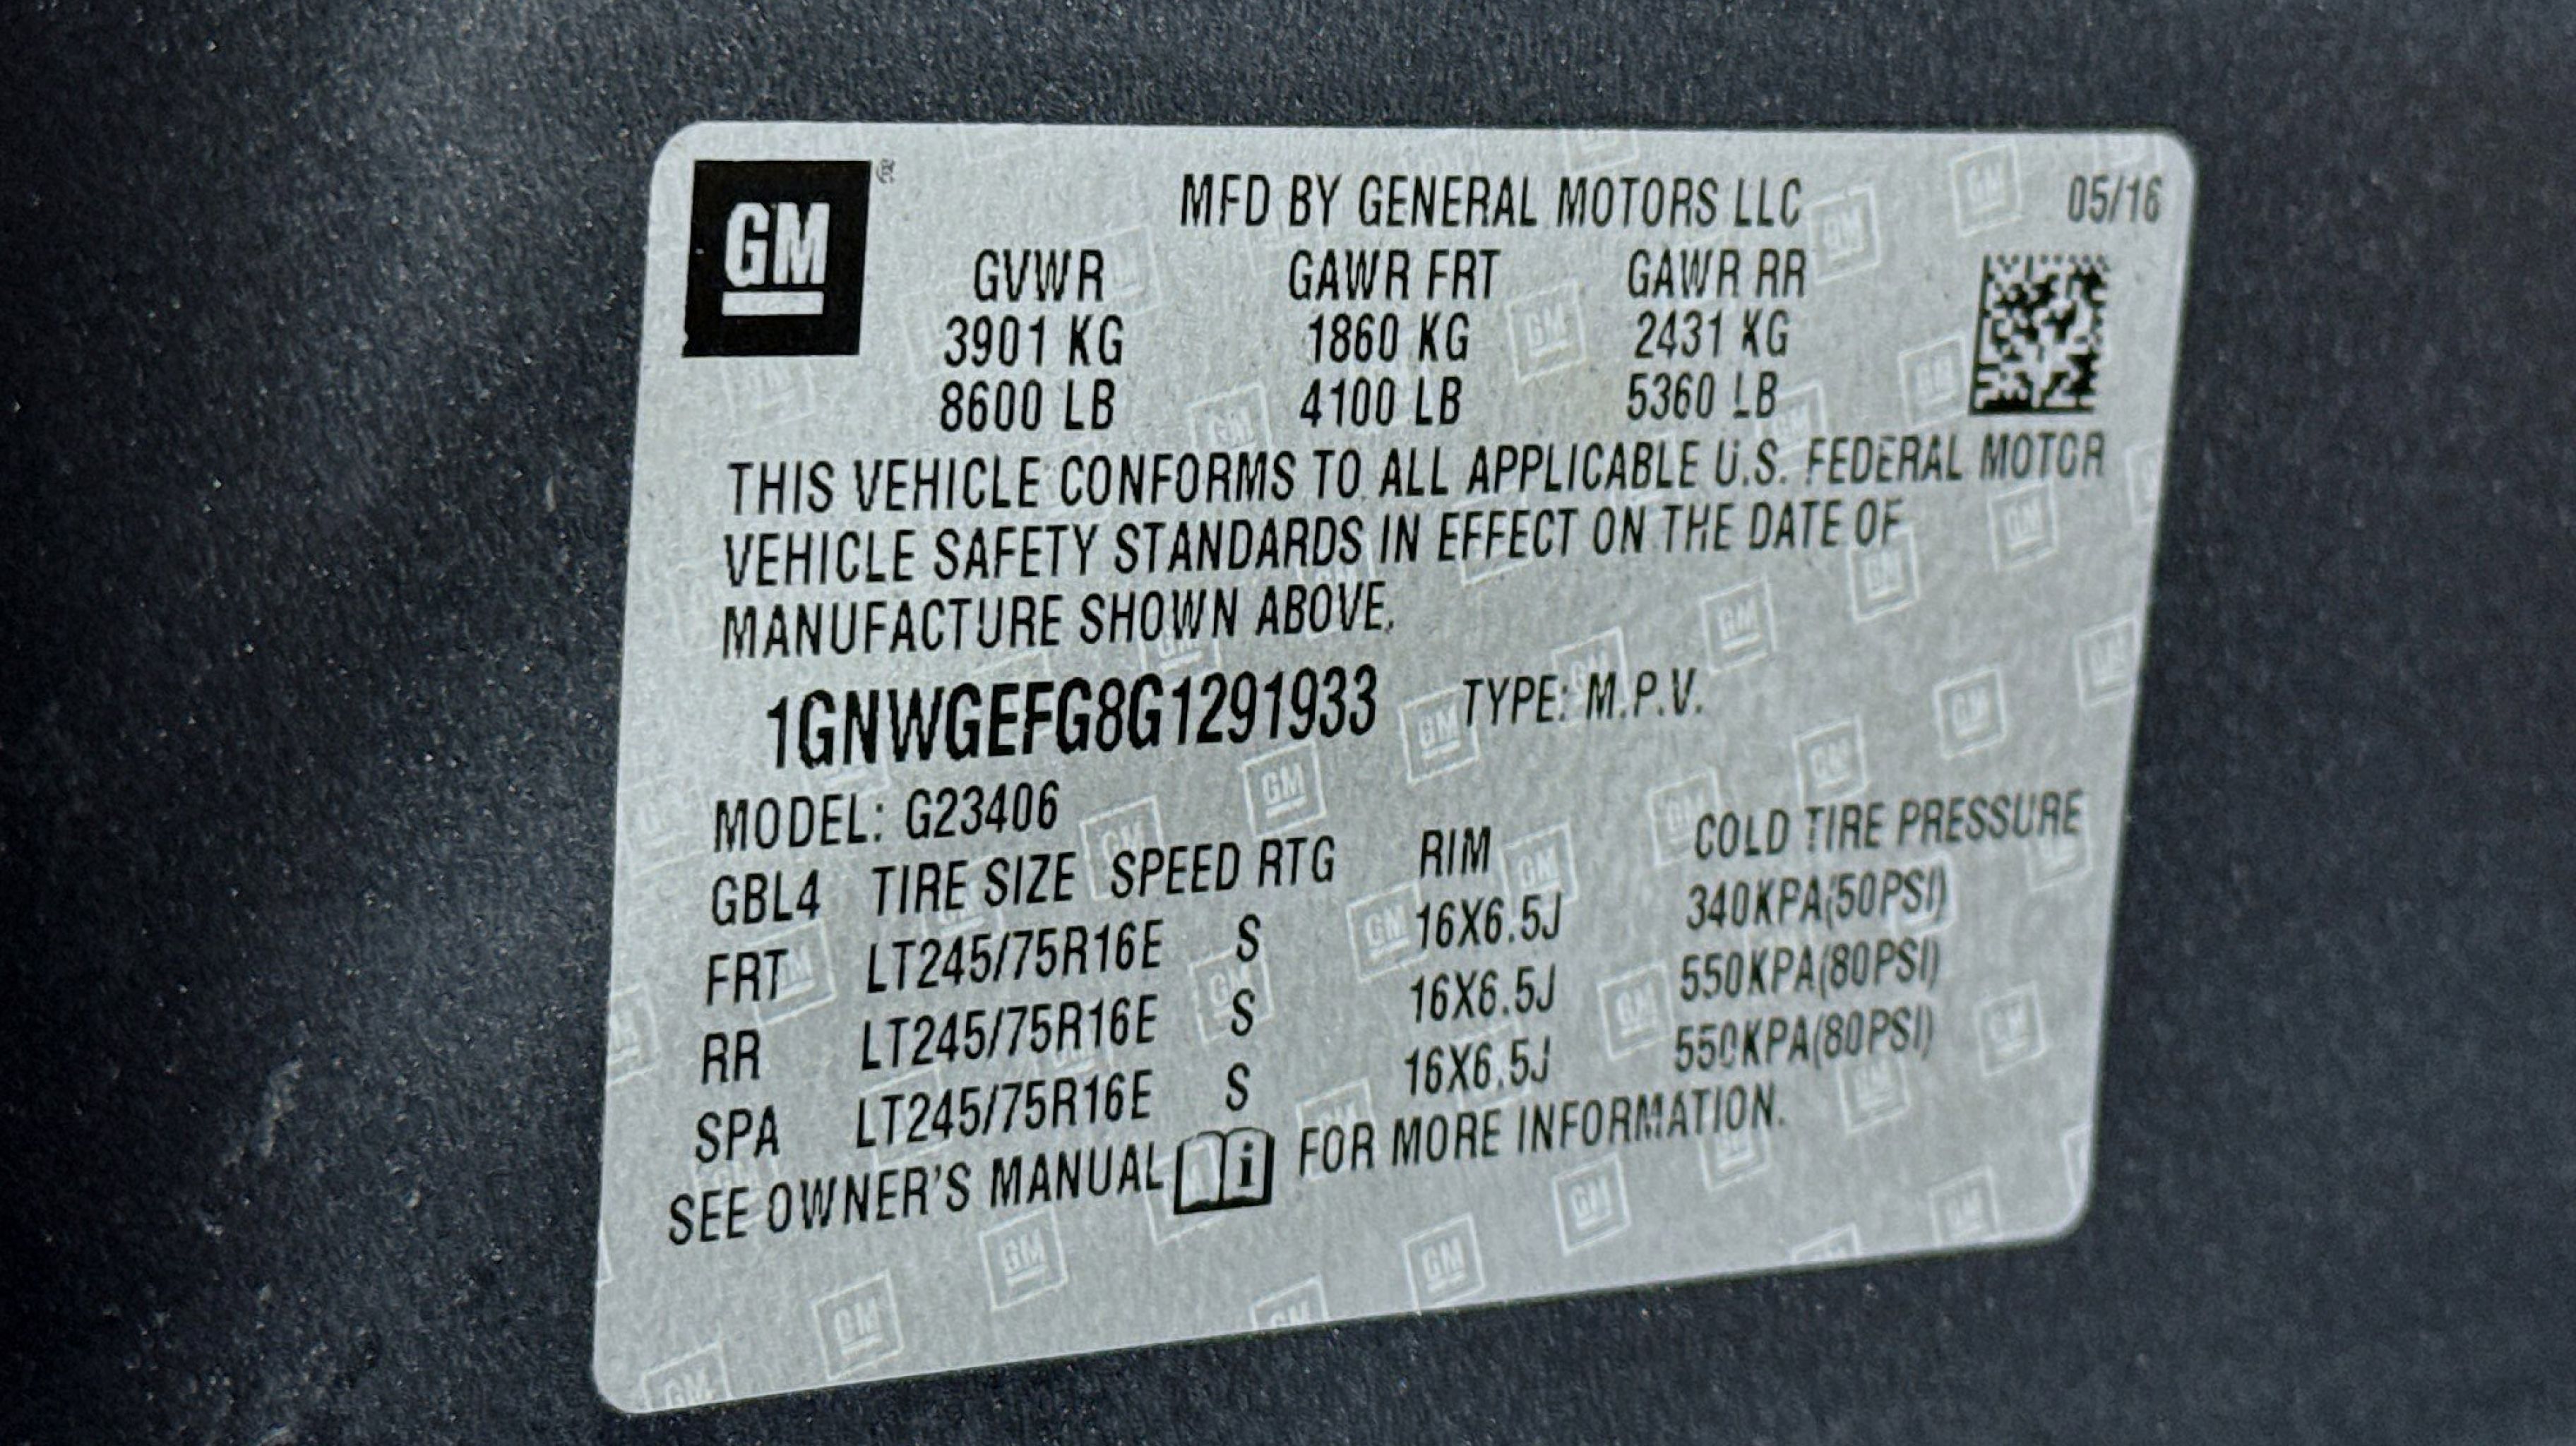 GM ® MFD BY GENERAL MOTORS LLC 05/16
GVWR GAWR FRT GAWR RR
3901 KG 1860 KG 2431 KG
8600 LB 4100 LB 5360 LB
THIS VEHICLE CONFORMS TO ALL APPLICABLE U.S. FEDERAL MOTOR
VEHICLE SAFETY STANDARDS IN EFFECT ON THE DATE OF
MANUFACTURE SHOWN ABOVE.
1GNWGEFG8G1291933 TYPE: M.P.V.
MODEL: G23406
GBL4 TIRE SIZE SPEED RTG RIM COLD TIRE PRESSURE
FRT LT245/75R16E S 16X6.5J 340KPA(50PSI)
RR LT245/75R16E S 16X6.5J 550KPA(80PSI)
SPA LT245/75R16E S 16X6.5J 550KPA(80PSI)
SEE OWNER'S MANUAL i FOR MORE INFORMATION.